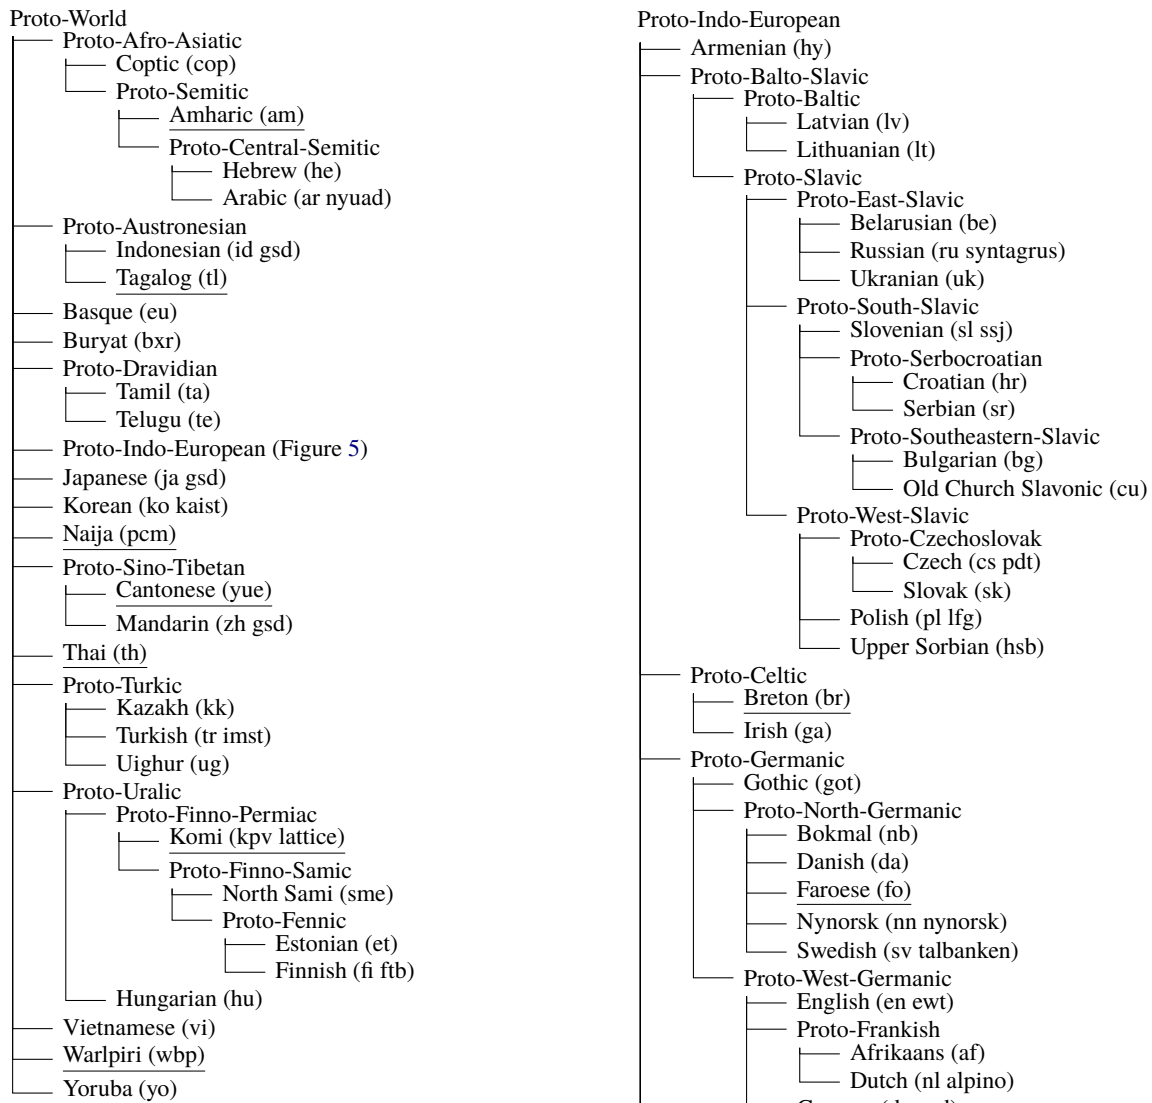 Proto-World
Proto-Afro-Asiatic
Coptic (cop)
Proto-Semitic
Amharic (am)
Proto-Central-Semitic
Hebrew (he)
Arabic (ar nyuad)
Proto-Austronesian
Indonesian (id gsd)
Tagalog (tl)
Basque (eu)
Buryat (bxr)
Proto-Dravidian
Tamil (ta)
Telugu (te)
Proto-Indo-European (Figure 5)
Japanese (ja gsd)
Korean (ko kaist)
Naija (pcm)
Proto-Sino-Tibetan
Cantonese (yue)
Mandarin (zh gsd)
Thai (th)
Proto-Turkic
Kazakh (kk)
Turkish (tr imst)
Uighur (ug)
Proto-Uralic
Proto-Finno-Permiac
Komi (kpv lattice)
Proto-Finno-Samic
North Sami (sme)
Proto-Fennic
Estonian (et)
Finnish (fi ftb)
Hungarian (hu)
Vietnamese (vi)
Warlpiri (wbp)
Yoruba (yo)
Proto-Indo-European
Armenian (hy)
Proto-Balto-Slavic
Proto-Baltic
Latvian (lv)
Lithuanian (lt)
Proto-Slavic
Proto-East-Slavic
Belarusian (be)
Russian (ru syntagrus)
Ukranian (uk)
Proto-South-Slavic
Slovenian (sl ssj)
Proto-Serbocroatian
Croatian (hr)
Serbian (sr)
Proto-Southeastern-Slavic
Bulgarian (bg)
Old Church Slavonic (cu)
Proto-West-Slavic
Proto-Czechoslovak
Czech (cs pdt)
Slovak (sk)
Polish (pl lfg)
Upper Sorbian (hsb)
Proto-Celtic
Breton (br)
Irish (ga)
Proto-Germanic
Gothic (got)
Proto-North-Germanic
Bokmal (nb)
Danish (da)
Faroese (fo)
Nynorsk (nn nynorsk)
Swedish (sv talbanken)
Proto-West-Germanic
English (en ewt)
Proto-Frankish
Afrikaans (af)
Dutch (nl alpino)